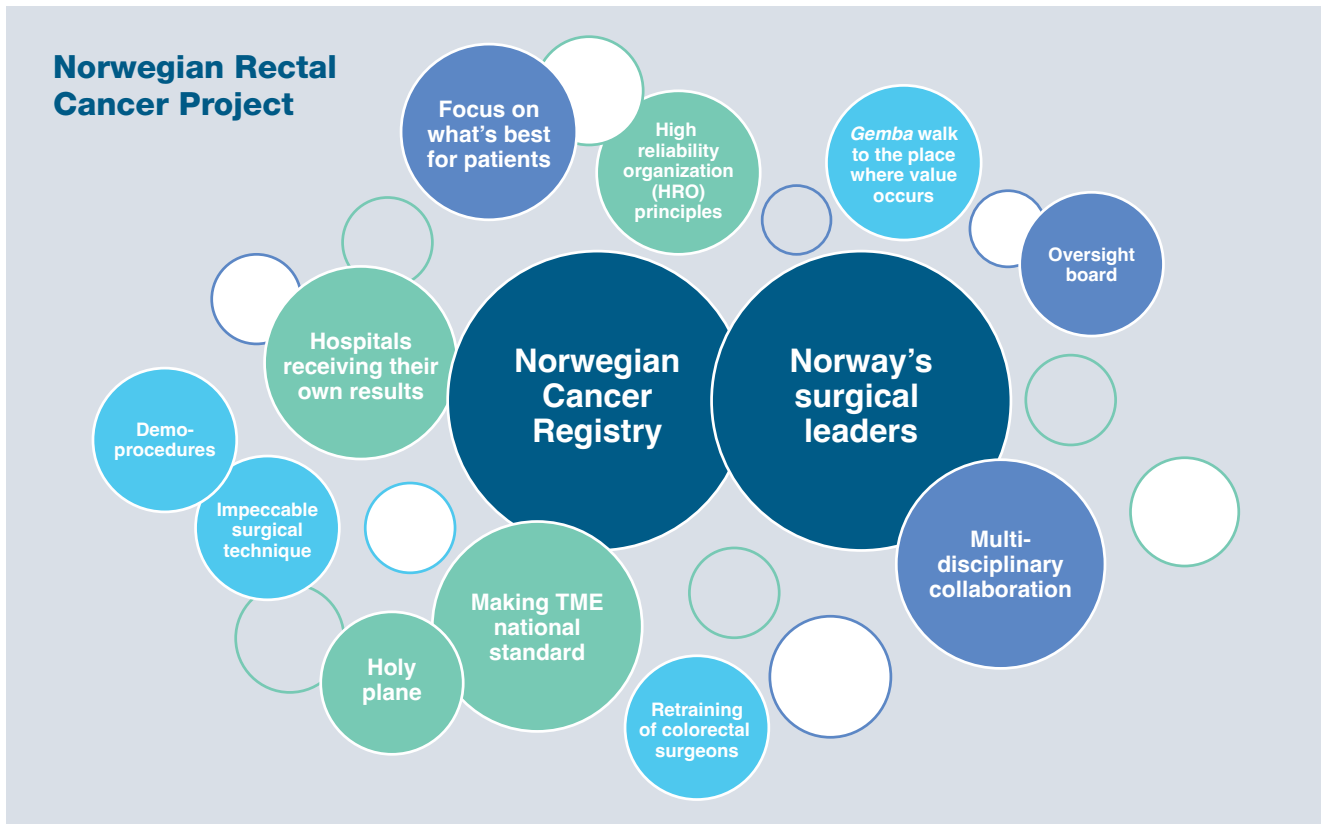 Norwegian Rectal
Cancer Project
Focus on
what's best
for patients
High
reliability
organization
(HRO)
principles
Gemba walk
to the place
where value
occurs
Oversight
board
Hospitals
receiving their
own results
Norwegian
Cancer
Registry
Norway's
surgical
leaders
Demo-
procedures
Impeccable
surgical
technique
Multi-
disciplinary
collaboration
Making TME
national
standard
Holy
plane
Retraining
of colorectal
surgeons